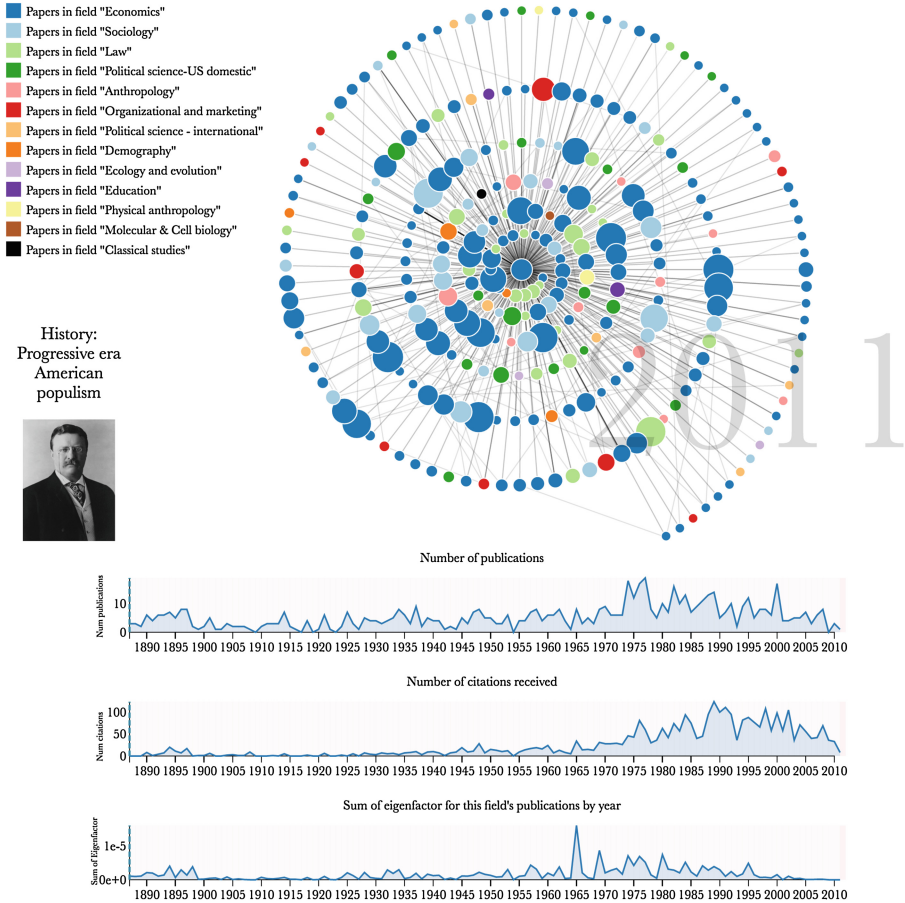 Papers in field "Economics"
Papers in field "Sociology"
Papers in field "Law"
Papers in field "Political science-US domestic"
Papers in field "Anthropology"
Papers in field "Organizational and marketing"
Papers in field "Political science - international"
Papers in field "Demography"
Papers in field "Ecology and evolution"
Papers in field "Education"
Papers in field "Physical anthropology"
Papers in field "Molecular & Cell biology"
Papers in field "Classical studies"
History:
Progressive era
American
populism
2011
Number of publications
Num publications
10
0
1890 1895 1900 1905 1910 1915 1920 1925 1930 1935 1940 1945 1950 1955 1960 1965 1970 1975 1980 1985 1990 1995 2000 2005 2010
Number of citations received
Num citations
100
50
0
1890 1895 1900 1905 1910 1915 1920 1925 1930 1935 1940 1945 1950 1955 1960 1965 1970 1975 1980 1985 1990 1995 2000 2005 2010
Sum of eigenfactor for this field's publications by year
Sum of Eigenfactor
1e-5
0e+0
1890 1895 1900 1905 1910 1915 1920 1925 1930 1935 1940 1945 1950 1955 1960 1965 1970 1975 1980 1985 1990 1995 2000 2005 2010